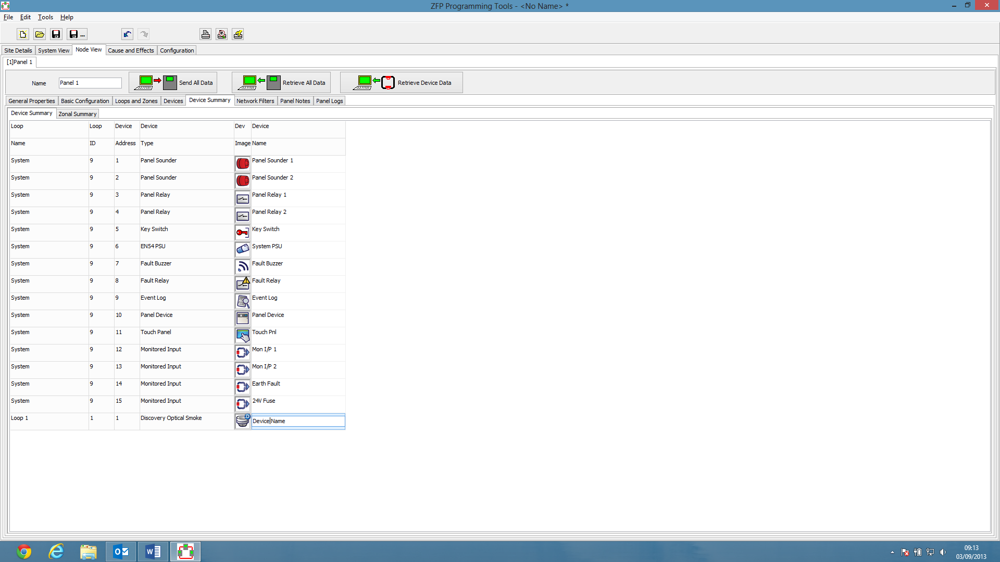 ZFP Programming Tools - <No Name> *
File Edit Tools Help
...
Site Details System View Node View Cause and Effects Configuration
[1]Panel 1
Name Panel 1 Send All Data Retrieve All Data Retrieve Device Data
General Properties Basic Configuration Loops and Zones Devices Device Summary Network Filters Panel Notes Panel Logs
Device Summary Zonal Summary
Loop Loop Device Device Dev Device
Name ID Address Type Image Name
System 9 1 Panel Sounder Panel Sounder 1
System 9 2 Panel Sounder Panel Sounder 2
System 9 3 Panel Relay Panel Relay 1
System 9 4 Panel Relay Panel Relay 2
System 9 5 Key Switch Key Switch
System 9 6 EN54 PSU System PSU
System 9 7 Fault Buzzer Fault Buzzer
System 9 8 Fault Relay Fault Relay
System 9 9 Event Log Event Log
System 9 10 Panel Device Panel Device
System 9 11 Touch Panel Touch Pnl
System 9 12 Monitored Input Mon I/P 1
System 9 13 Monitored Input Mon I/P 2
System 9 14 Monitored Input Earth Fault
System 9 15 Monitored Input 24V Fuse
Loop 1 1 1 Discovery Optical Smoke Device Name
09:13
03/09/2013